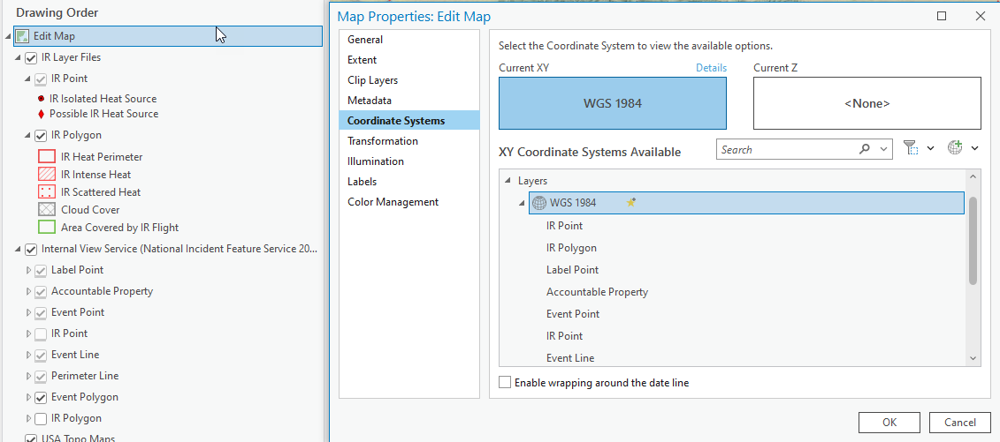 Drawing Order
Edit Map
IR Layer Files
IR Point
IR Isolated Heat Source
Possible IR Heat Source
IR Polygon
IR Heat Perimeter
IR Intense Heat
IR Scattered Heat
Cloud Cover
Area Covered by IR Flight
Internal View Service (National Incident Feature Service 20...
Label Point
Accountable Property
Event Point
IR Point
Event Line
Perimeter Line
Event Polygon
IR Polygon
USA Topo Maps
Map Properties: Edit Map
General
Extent
Clip Layers
Metadata
Coordinate Systems
Transformation
Illumination
Labels
Color Management
Select the Coordinate System to view the available options.
Current XY
Details
Current Z
WGS 1984
<None>
XY Coordinate Systems Available
Search
Layers
WGS 1984
IR Point
IR Polygon
Label Point
Accountable Property
Event Point
IR Point
Event Line
Enable wrapping around the date line
OK
Cancel